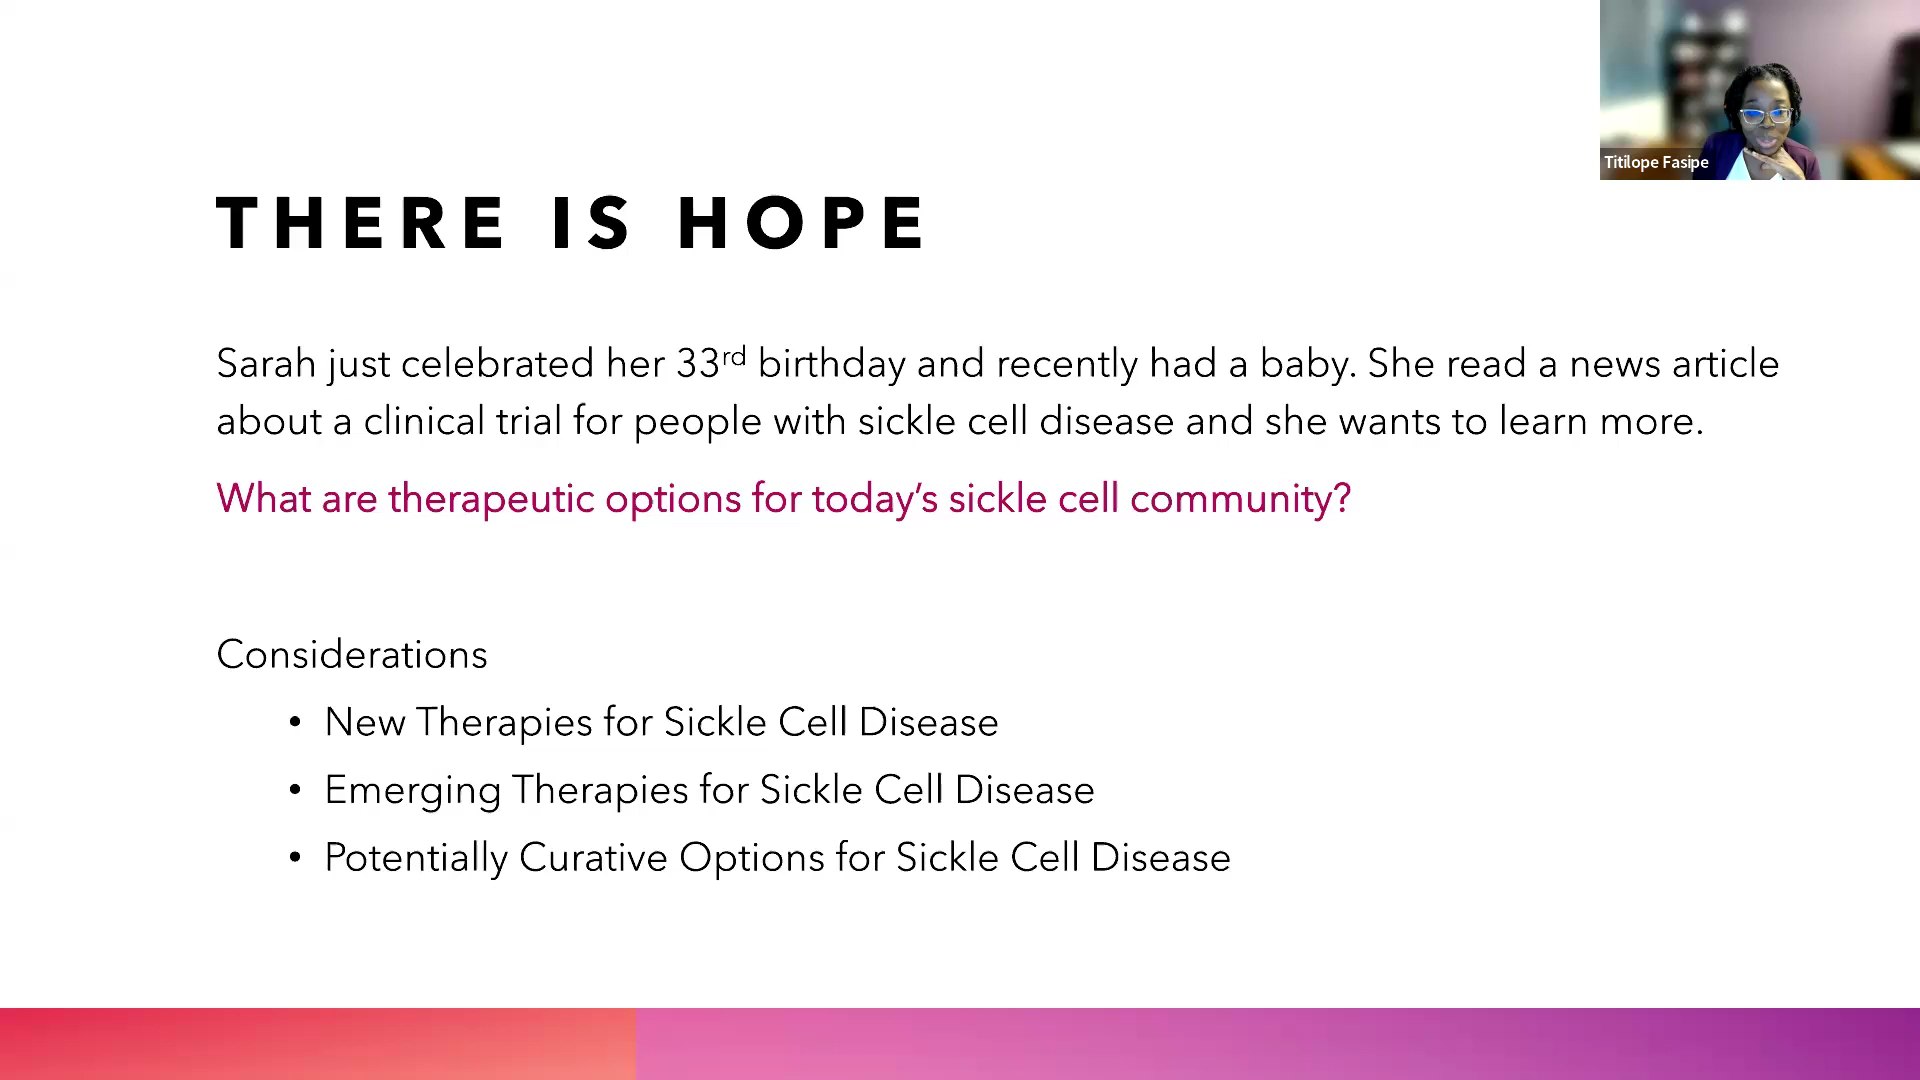 Titilope Fasipe
THERE IS HOPE
Sarah just celebrated her 33rd birthday and recently had a baby. She read a news article
about a clinical trial for people with sickle cell disease and she wants to learn more.
What are therapeutic options for today’s sickle cell community?
Considerations
• New Therapies for Sickle Cell Disease
• Emerging Therapies for Sickle Cell Disease
• Potentially Curative Options for Sickle Cell Disease